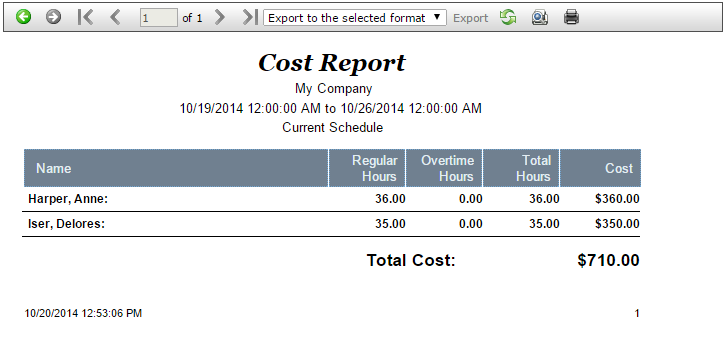 1 of 1 Export to the selected format Export
Cost Report
My Company
10/19/2014 12:00:00 AM to 10/26/2014 12:00:00 AM
Current Schedule
Name Regular Hours Overtime Hours Total Hours Cost
Harper, Anne: 36.00 0.00 36.00 $360.00
Iser, Delores: 35.00 0.00 35.00 $350.00
Total Cost: $710.00
10/20/2014 12:53:06 PM 1